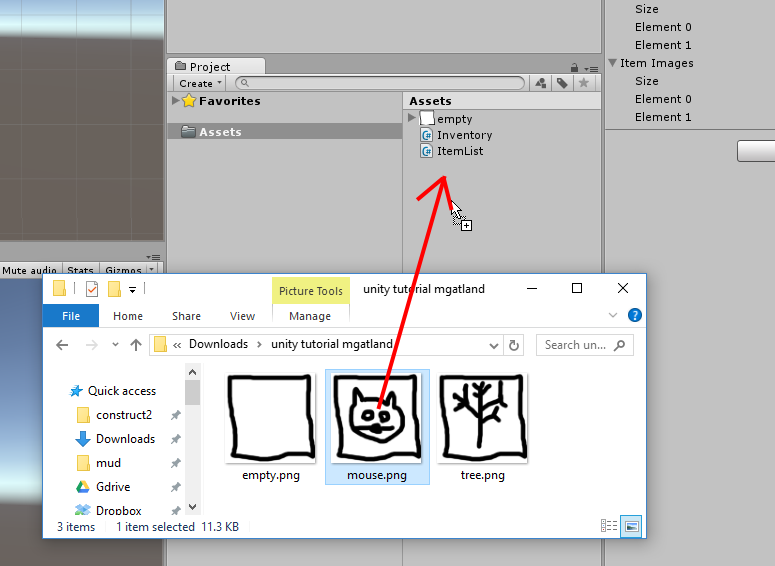 Size
Element 0
Element 1
Item Images
Size
Element 0
Element 1
Project
Create
Favorites
Assets
Assets
empty
Inventory
ItemList
Mute audio Stats Gizmos
Picture Tools unity tutorial mgatland
File Home Share View Manage
« Downloads > unity tutorial mgatland
Search un...
Quick access
construct2
Downloads
mud
Gdrive
Dropbox
empty.png mouse.png tree.png
3 items 1 item selected 11.3 KB